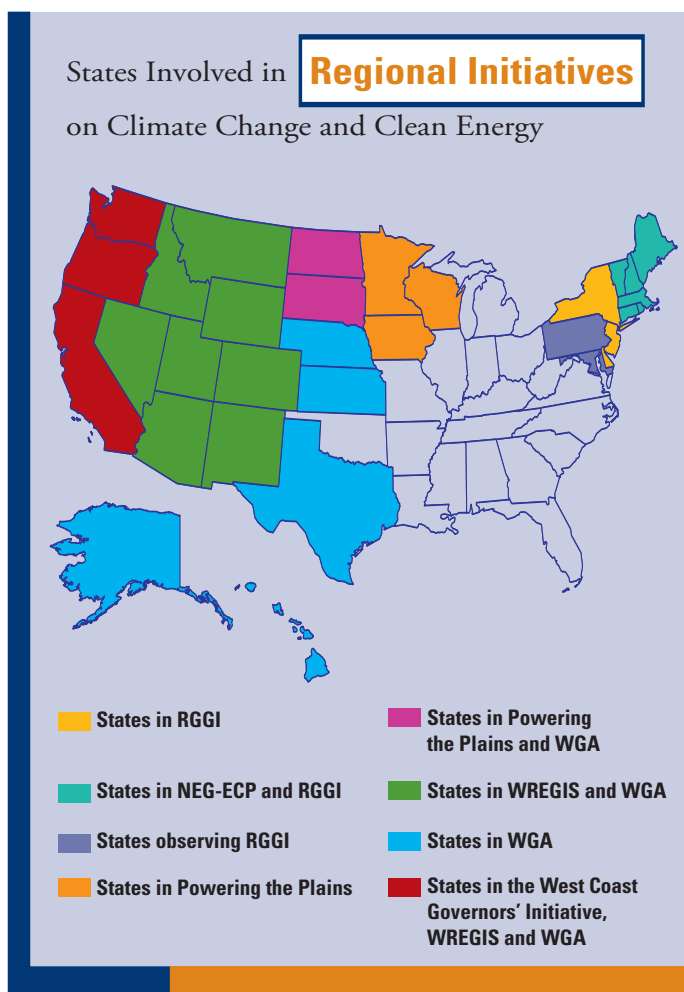 States Involved in Regional Initiatives
on Climate Change and Clean Energy
States in RGGI
States in NEG-ECP and RGGI
States observing RGGI
States in Powering the Plains
States in Powering
the Plains and WGA
States in WREGIS and WGA
States in WGA
States in the West Coast
Governors' Initiative,
WREGIS and WGA